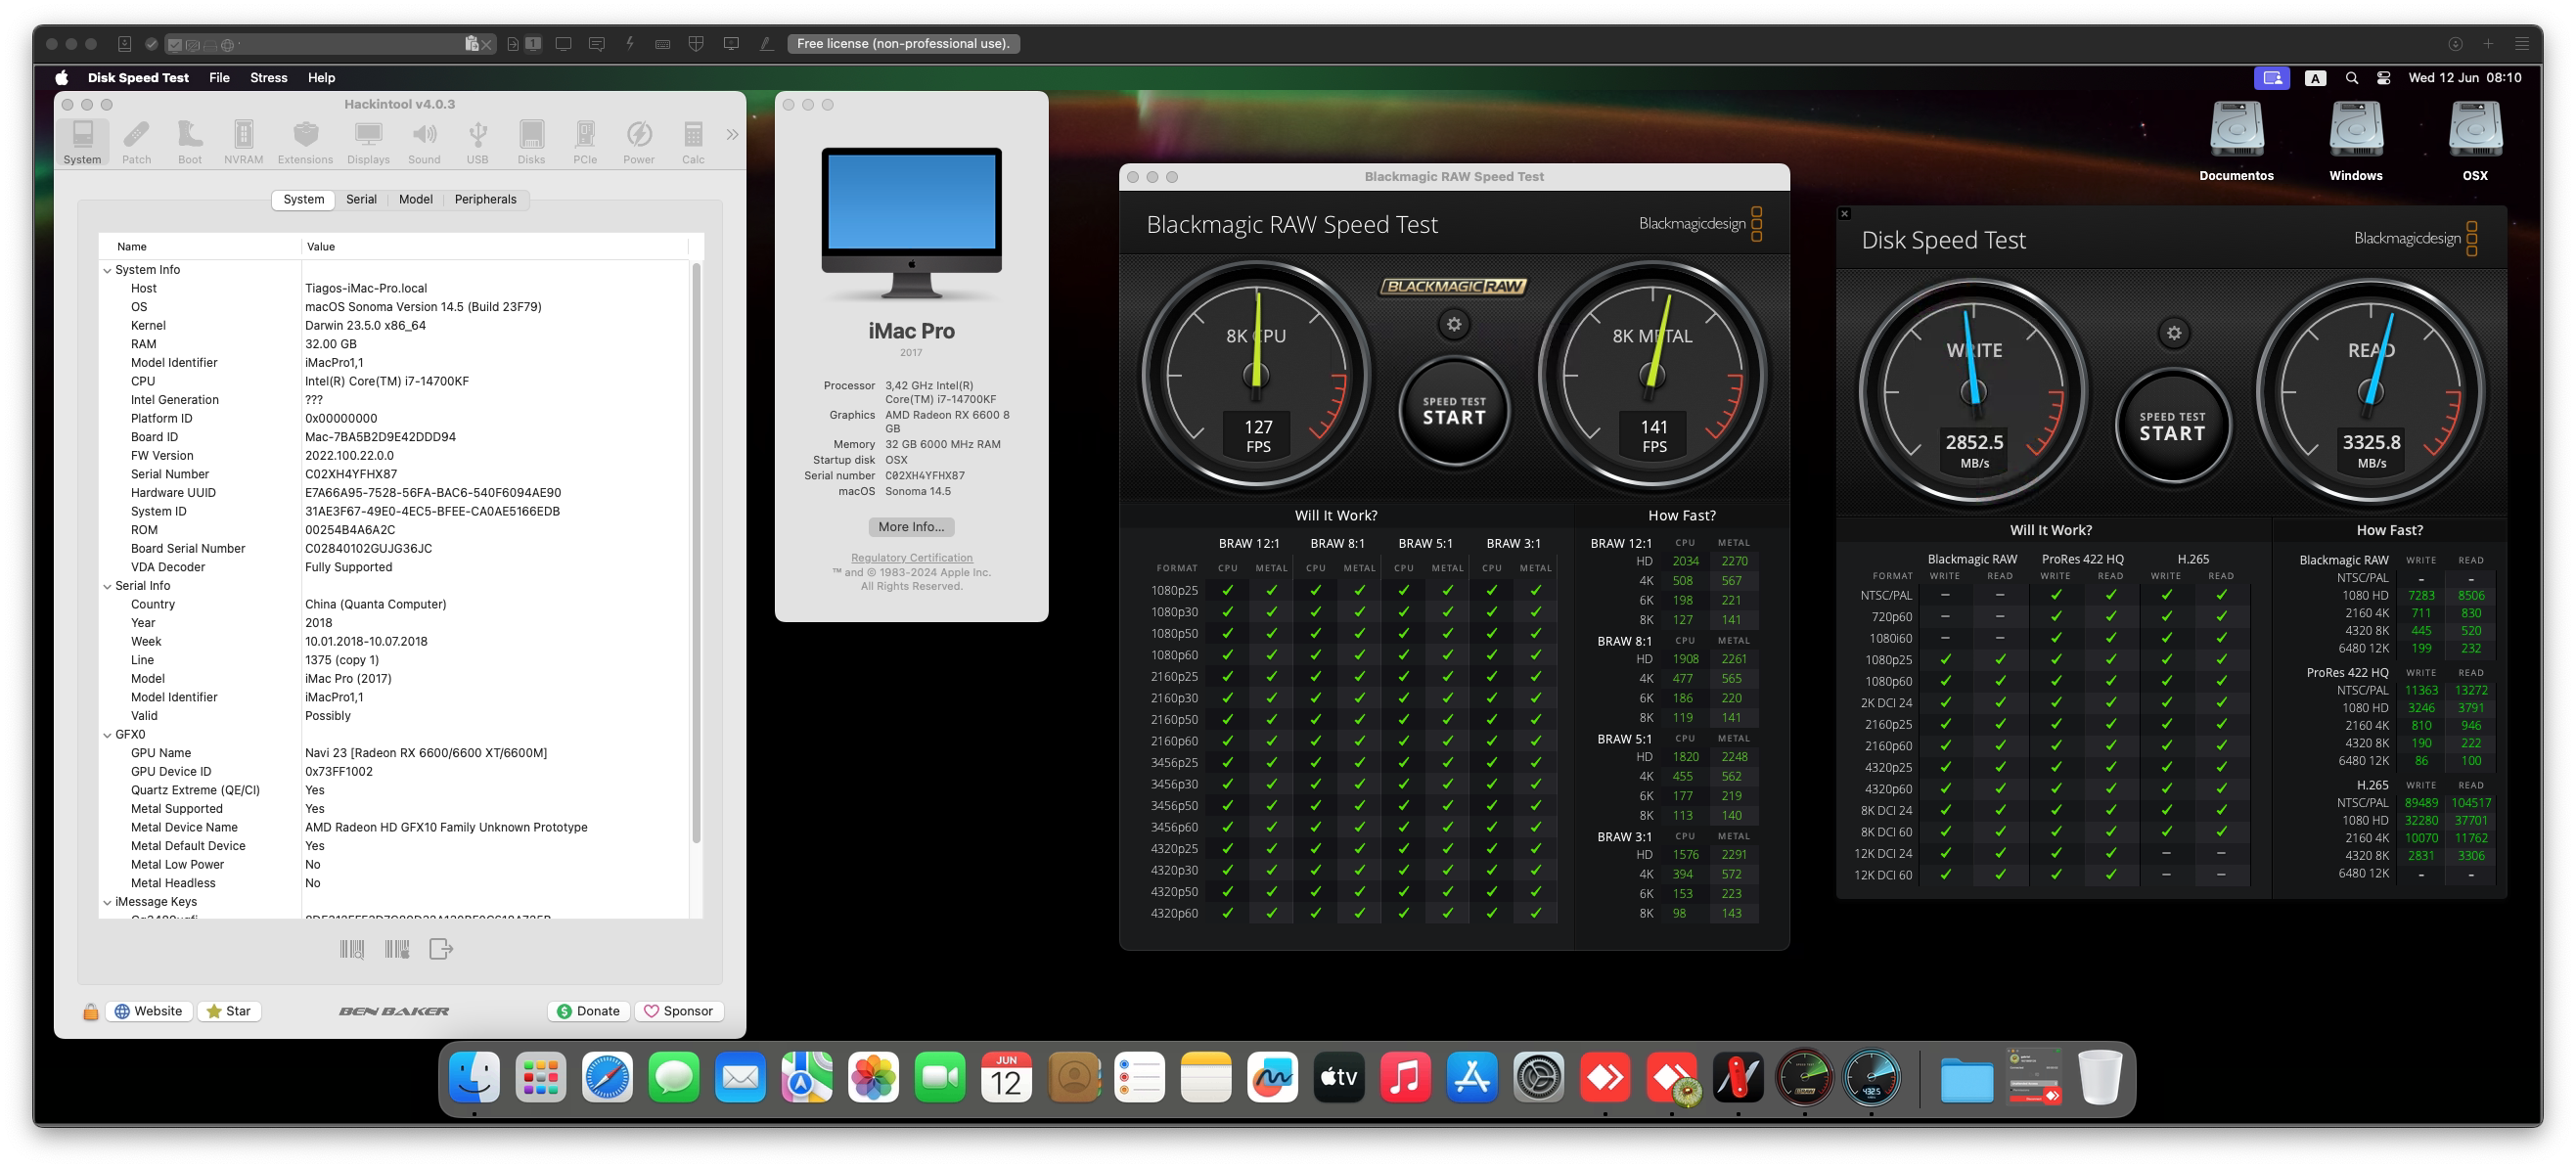 1
Free license (non-professional use).
Disk Speed Test File Stress Help
A Wed 12 Jun 08:10
Hackintool v4.0.3
System Patch Boot NVRAM Extensions Displays Sound USB Disks PCIe Power Calc
System Serial Model Peripherals
Name Value
System Info
Host Tiagos-iMac-Pro.local
OS macOS Sonoma Version 14.5 (Build 23F79)
Kernel Darwin 23.5.0 x86_64
RAM 32.00 GB
Model Identifier iMacPro1,1
CPU Intel(R) Core(TM) i7-14700KF
Intel Generation ???
Platform ID 0x00000000
Board ID Mac-7BA5B2D9E42DDD94
FW Version 2022.100.22.0.0
Serial Number C02XH4YFHX87
Hardware UUID E7A66A95-7528-56FA-BAC6-540F6094AE90
System ID 31AE3F67-49E0-4EC5-BFEE-CA0AE5166EDB
ROM 00254B4A6A2C
Board Serial Number C02840102GUJG36JC
VDA Decoder Fully Supported
Serial Info
Country China (Quanta Computer)
Year 2018
Week 10.01.2018-10.07.2018
Line 1375 (copy 1)
Model iMac Pro (2017)
Model Identifier iMacPro1,1
Valid Possibly
GFX0
GPU Name Navi 23 [Radeon RX 6600/6600 XT/6600M]
GPU Device ID 0x73FF1002
Quartz Extreme (QE/CI) Yes
Metal Supported Yes
Metal Device Name AMD Radeon HD GFX10 Family Unknown Prototype
Metal Default Device Yes
Metal Low Power No
Metal Headless No
iMessage Keys
Website Star BEN BAKER Donate Sponsor
iMac Pro
2017
Processor 3,42 GHz Intel(R)
Core(TM) i7-14700KF
Graphics AMD Radeon RX 6600 8
GB
Memory 32 GB 6000 MHz RAM
Startup disk OSX
Serial number C02XH4YFHX87
macOS Sonoma 14.5
More Info...
Regulatory Certification
™ and © 1983-2024 Apple Inc.
All Rights Reserved.
Blackmagic RAW Speed Test
Blackmagic RAW Speed Test Blackmagicdesign
BLACKMAGIC RAW
8K CPU
127
FPS
SPEED TEST
START
8K METAL
141
FPS
Will It Work?
BRAW 12:1 BRAW 8:1 BRAW 5:1 BRAW 3:1
FORMAT CPU METAL CPU METAL CPU METAL CPU METAL
1080p25 ✓ ✓ ✓ ✓ ✓ ✓ ✓ ✓
1080p30 ✓ ✓ ✓ ✓ ✓ ✓ ✓ ✓
1080p50 ✓ ✓ ✓ ✓ ✓ ✓ ✓ ✓
1080p60 ✓ ✓ ✓ ✓ ✓ ✓ ✓ ✓
2160p25 ✓ ✓ ✓ ✓ ✓ ✓ ✓ ✓
2160p30 ✓ ✓ ✓ ✓ ✓ ✓ ✓ ✓
2160p50 ✓ ✓ ✓ ✓ ✓ ✓ ✓ ✓
2160p60 ✓ ✓ ✓ ✓ ✓ ✓ ✓ ✓
3456p25 ✓ ✓ ✓ ✓ ✓ ✓ ✓ ✓
3456p30 ✓ ✓ ✓ ✓ ✓ ✓ ✓ ✓
3456p50 ✓ ✓ ✓ ✓ ✓ ✓ ✓ ✓
3456p60 ✓ ✓ ✓ ✓ ✓ ✓ ✓ ✓
4320p25 ✓ ✓ ✓ ✓ ✓ ✓ ✓ ✓
4320p30 ✓ ✓ ✓ ✓ ✓ ✓ ✓ ✓
4320p50 ✓ ✓ ✓ ✓ ✓ ✓ ✓ ✓
4320p60 ✓ ✓ ✓ ✓ ✓ ✓ ✓ ✓
How Fast?
BRAW 12:1 CPU METAL
HD 2034 2270
4K 508 567
6K 198 221
8K 127 141
BRAW 8:1 CPU METAL
HD 1908 2261
4K 477 565
6K 186 220
8K 119 141
BRAW 5:1 CPU METAL
HD 1820 2248
4K 455 562
6K 177 219
8K 113 140
BRAW 3:1 CPU METAL
HD 1576 2291
4K 394 572
6K 153 223
8K 98 143
Documentos Windows OSX
Disk Speed Test Blackmagicdesign
WRITE
2852.5
MB/s
SPEED TEST
START
READ
3325.8
MB/s
Will It Work?
Blackmagic RAW ProRes 422 HQ H.265
FORMAT WRITE READ WRITE READ WRITE READ
NTSC/PAL – – ✓ ✓ ✓ ✓
720p60 – – ✓ ✓ ✓ ✓
1080i60 – – ✓ ✓ ✓ ✓
1080p25 ✓ ✓ ✓ ✓ ✓ ✓
1080p60 ✓ ✓ ✓ ✓ ✓ ✓
2K DCI 24 ✓ ✓ ✓ ✓ ✓ ✓
2160p25 ✓ ✓ ✓ ✓ ✓ ✓
2160p60 ✓ ✓ ✓ ✓ ✓ ✓
4320p25 ✓ ✓ ✓ ✓ ✓ ✓
4320p60 ✓ ✓ ✓ ✓ ✓ ✓
8K DCI 24 ✓ ✓ ✓ ✓ ✓ ✓
8K DCI 60 ✓ ✓ ✓ ✓ ✓ ✓
12K DCI 24 ✓ ✓ ✓ ✓ – –
12K DCI 60 ✓ ✓ ✓ ✓ – –
How Fast?
Blackmagic RAW WRITE READ
NTSC/PAL - -
1080 HD 7283 8506
2160 4K 711 830
4320 8K 445 520
6480 12K 199 232
ProRes 422 HQ WRITE READ
NTSC/PAL 11363 13272
1080 HD 3246 3791
2160 4K 810 946
4320 8K 190 222
6480 12K 86 100
H.265 WRITE READ
NTSC/PAL 89489 104517
1080 HD 32280 37701
2160 4K 10070 11762
4320 8K 2831 3306
6480 12K - -
JUN
12
tv